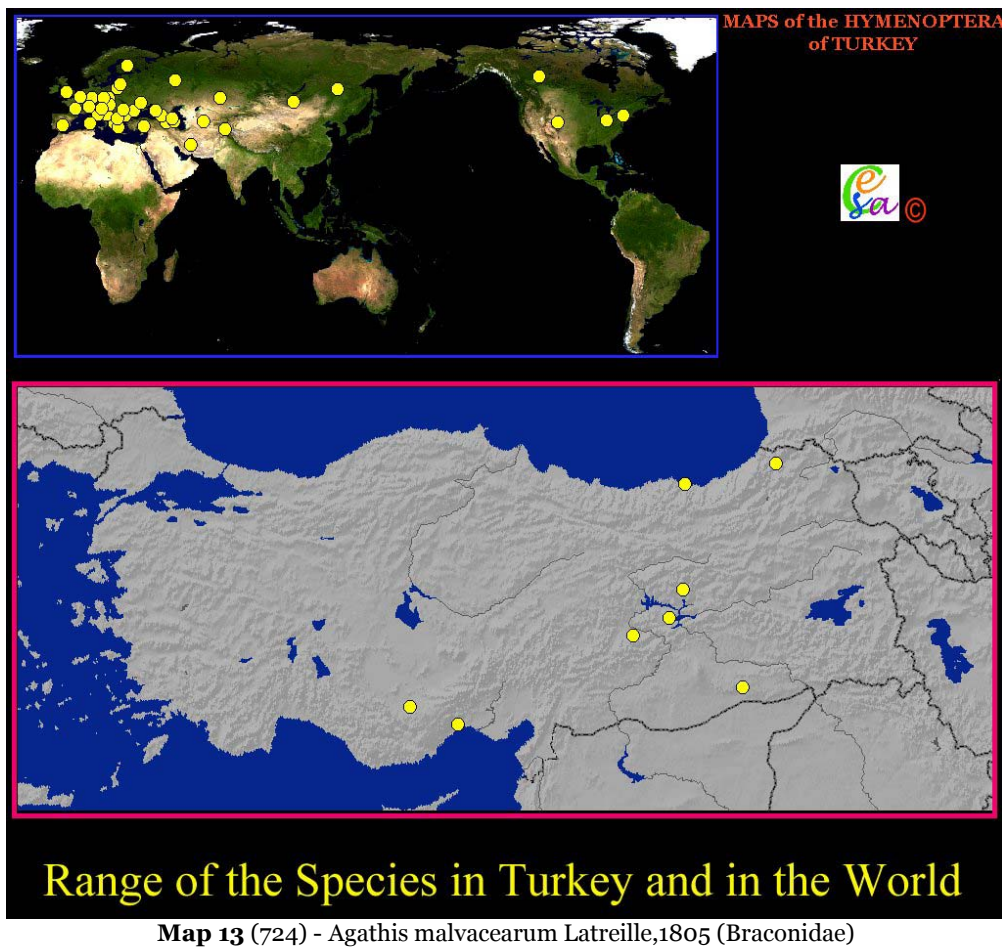 MAPS of the HYMENOPTERA
of TURKEY
Cesa ©
Range of the Species in Turkey and in the World
Map 13 (724) - Agathis malvacearum Latreille,1805 (Braconidae)